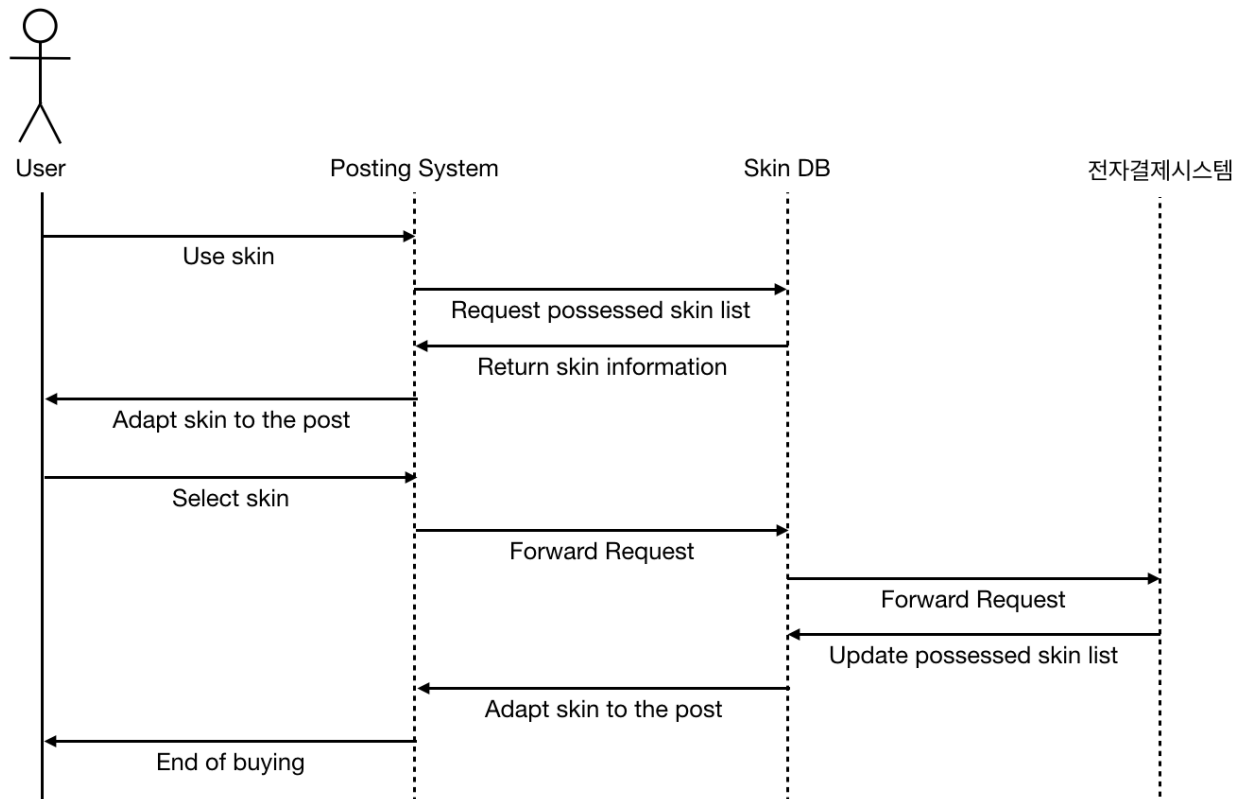 User
Posting System
Skin DB
전자결제시스템
Use skin
Request possessed skin list
Return skin information
Adapt skin to the post
Select skin
Forward Request
Forward Request
Update possessed skin list
Adapt skin to the post
End of buying